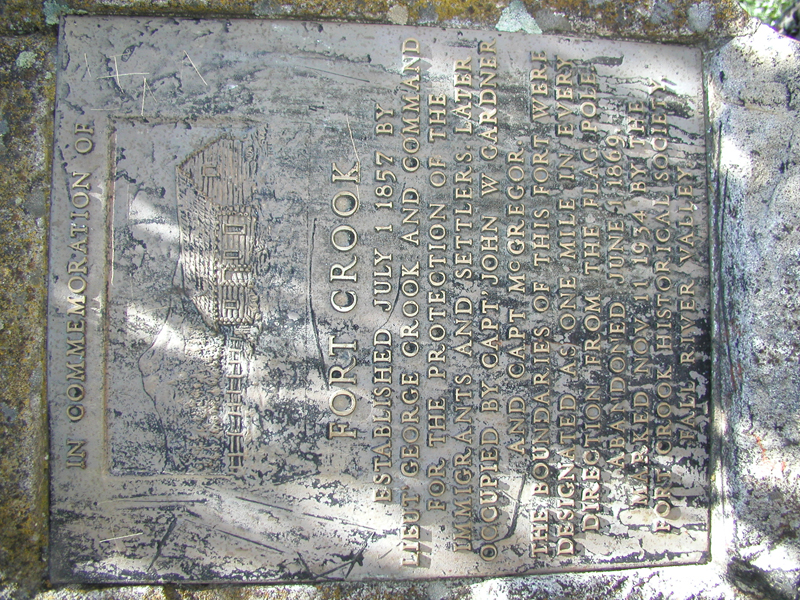 IN COMMEMORATION OF
FORT CROOK
ESTABLISHED JULY 1 1857 BY
LIEUT GEORGE CROOK AND COMMAND
FOR THE PROTECTION OF THE
IMMIGRANTS AND SETTLERS. LATER
OCCUPIED BY CAPT. JOHN W. GARDNER
AND CAPT McGREGOR.
THE BOUNDARIES OF THIS FORT WERE
DESIGNATED AS ONE MILE IN EVERY
DIRECTION FROM THE FLAG POLE.
ABANDONED JUNE 1 1869.
MARKED NOV. 11 1934 BY THE
FORT CROOK HISTORICAL SOCIETY
FALL RIVER VALLEY